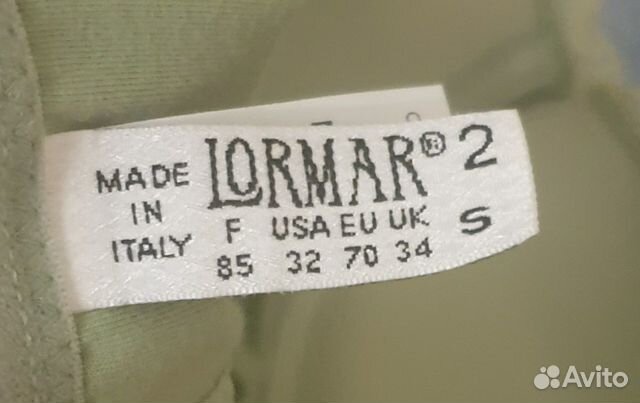 MADE IN ITALY
LORMAR® 2
F USA EU UK S
85 32 70 34
Avito